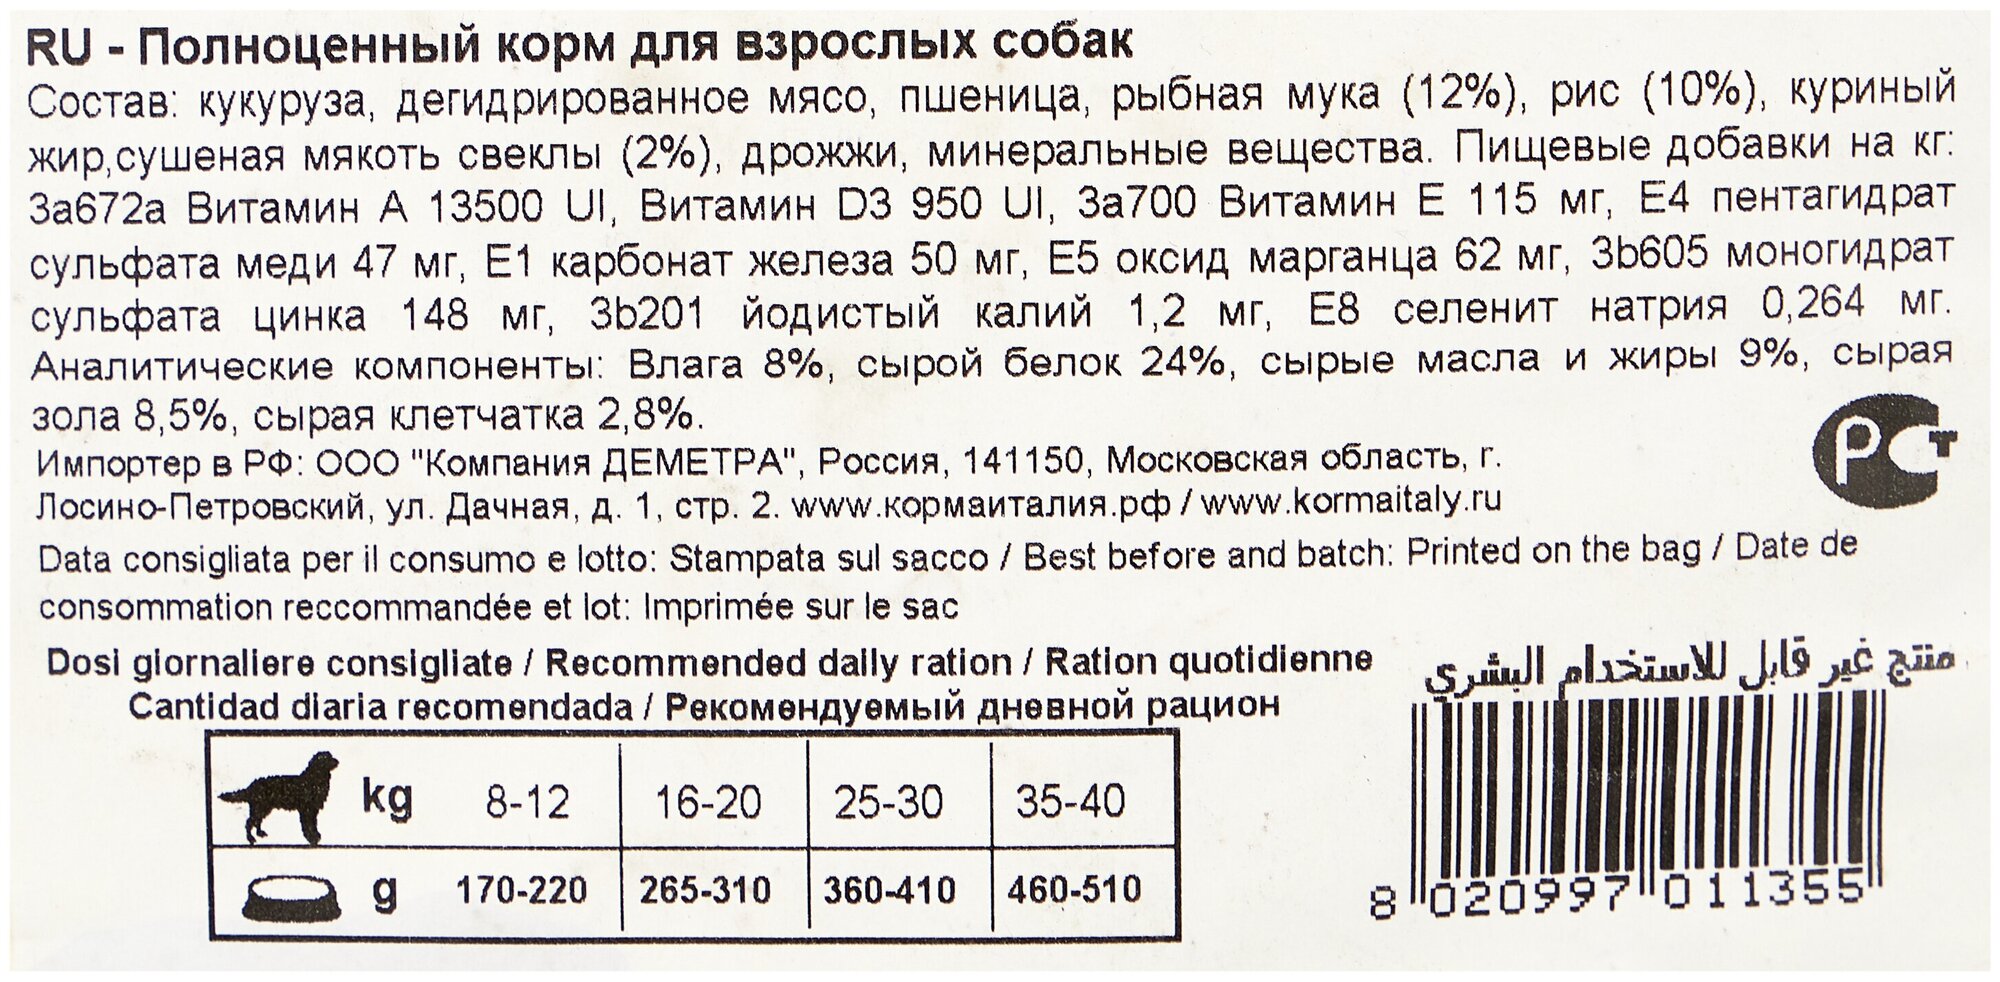 RU - Полноценный корм для взрослых собак
Состав: кукуруза, дегидрированное мясо, пшеница, рыбная мука (12%), рис (10%), куриный
жир,сушеная мякоть свеклы (2%), дрожжи, минеральные вещества. Пищевые добавки на кг:
3a672a Витамин A 13500 UI, Витамин D3 950 UI, 3a700 Витамин E 115 мг, E4 пентагидрат
сульфата меди 47 мг, E1 карбонат железа 50 мг, E5 оксид марганца 62 мг, 3b605 моногидрат
сульфата цинка 148 мг, 3b201 йодистый калий 1,2 мг, E8 селенит натрия 0,264 мг.
Аналитические компоненты: Влага 8%, сырой белок 24%, сырые масла и жиры 9%, сырая
зола 8,5%, сырая клетчатка 2,8%.
Импортер в РФ: ООО "Компания ДЕМЕТРА", Россия, 141150, Московская область, г.
Лосино-Петровский, ул. Дачная, д. 1, стр. 2. www.кормаиталия.рф / www.kormaitaly.ru
РСТ
Data consigliata per il consumo e lotto: Stampata sul sacco / Best before and batch: Printed on the bag / Date de
consommation reccommandée et lot: Imprimée sur le sac
Dosi giornaliere consigliate / Recommended daily ration / Ration quotidienne
Cantidad diaria recomendada / Рекомендуемый дневной рацион
منتج غير قابل للاستخدام البشري
kg 8-12 16-20 25-30 35-40
g 170-220 265-310 360-410 460-510
8 020997 011355